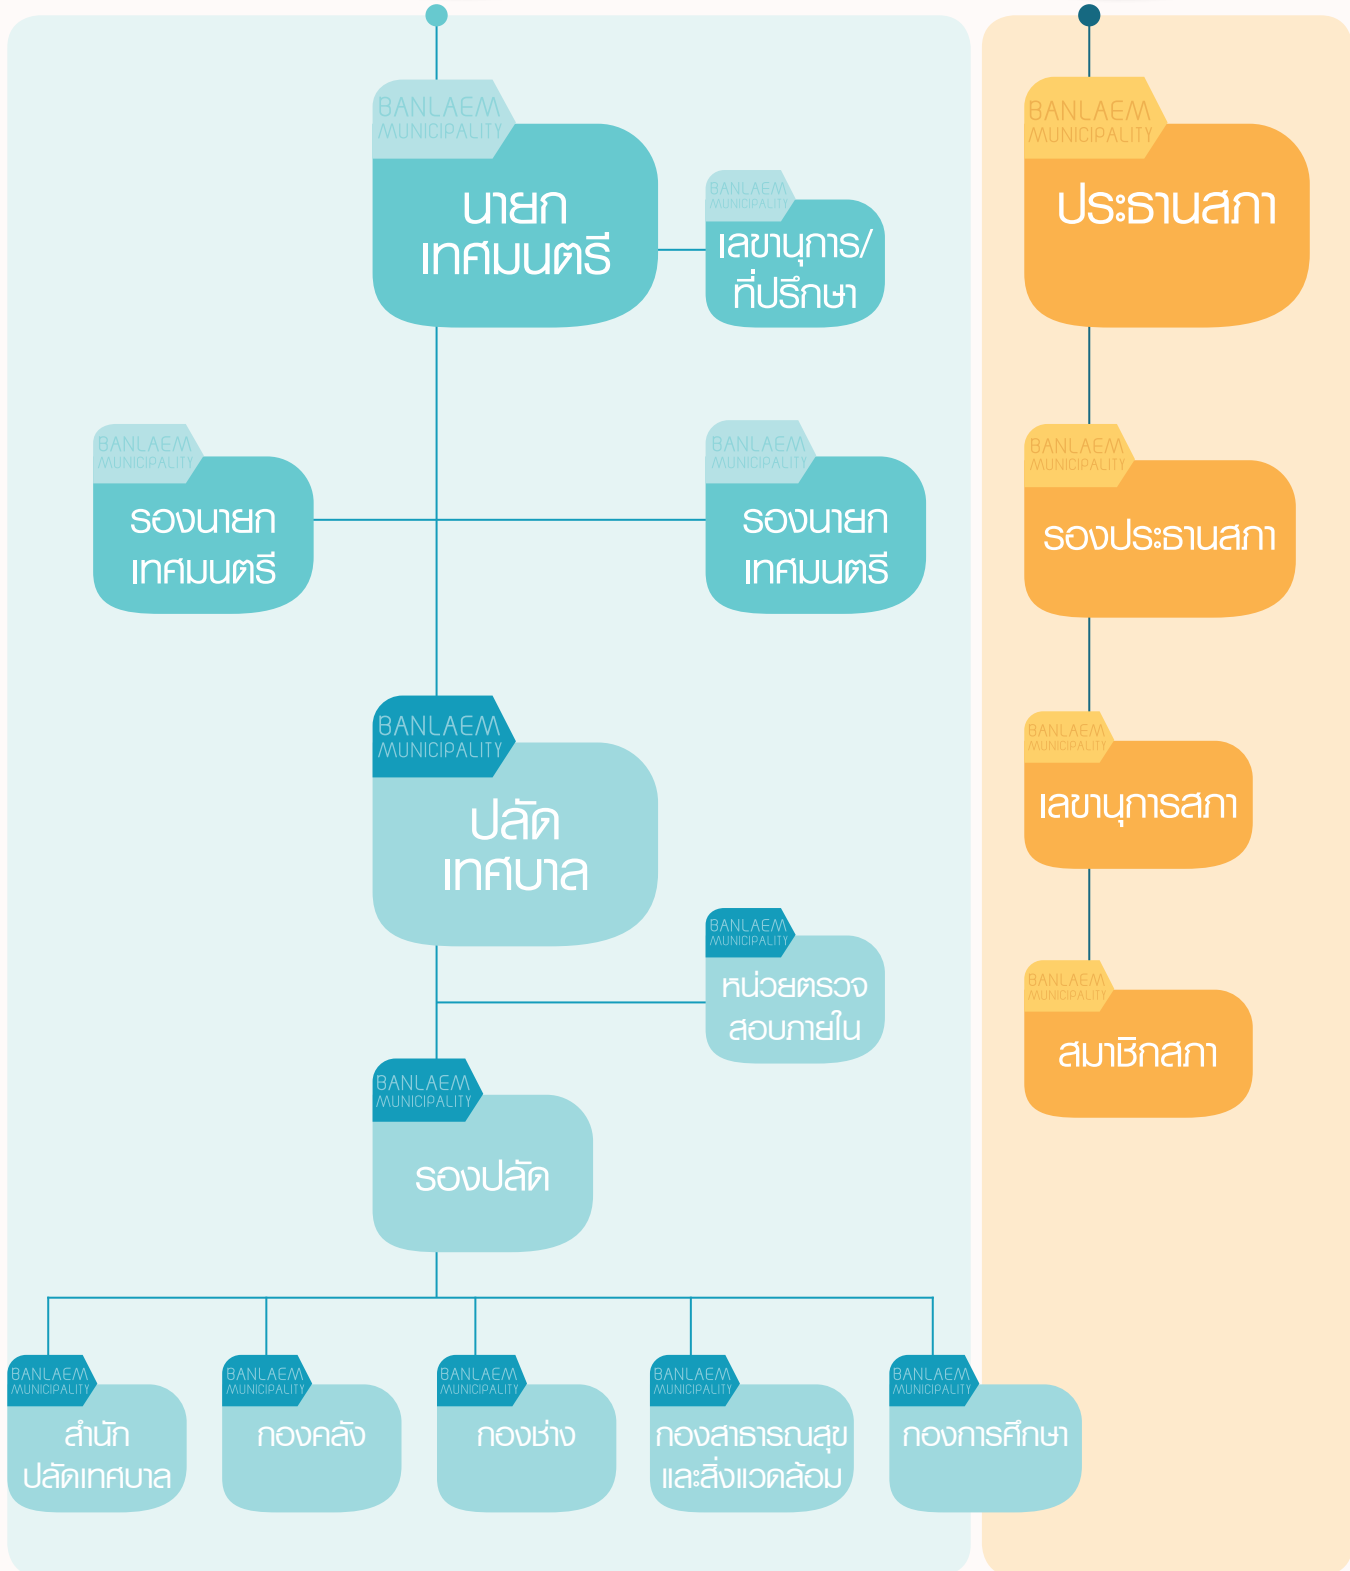 BANLAEM
MUNICIPALITY
นายก
เทศมนตรี
BANLAEM
MUNICIPALITY
เลขานุการ/
ที่ปรึกษา
BANLAEM
MUNICIPALITY
รองนายก
เทศมนตรี
BANLAEM
MUNICIPALITY
รองนายก
เทศมนตรี
BANLAEM
MUNICIPALITY
ปลัด
เทศบาล
BANLAEM
MUNICIPALITY
หน่วยตรวจ
สอบภายใน
BANLAEM
MUNICIPALITY
รองปลัด
BANLAEM
MUNICIPALITY
สำนัก
ปลัดเทศบาล
BANLAEM
MUNICIPALITY
กองคลัง
BANLAEM
MUNICIPALITY
กองช่าง
BANLAEM
MUNICIPALITY
กองสาธารณสุข
และสิ่งแวดล้อม
BANLAEM
MUNICIPALITY
กองการศึกษา
BANLAEM
MUNICIPALITY
ประธานสภา
BANLAEM
MUNICIPALITY
รองประธานสภา
BANLAEM
MUNICIPALITY
เลขานุการสภา
BANLAEM
MUNICIPALITY
สมาชิกสภา